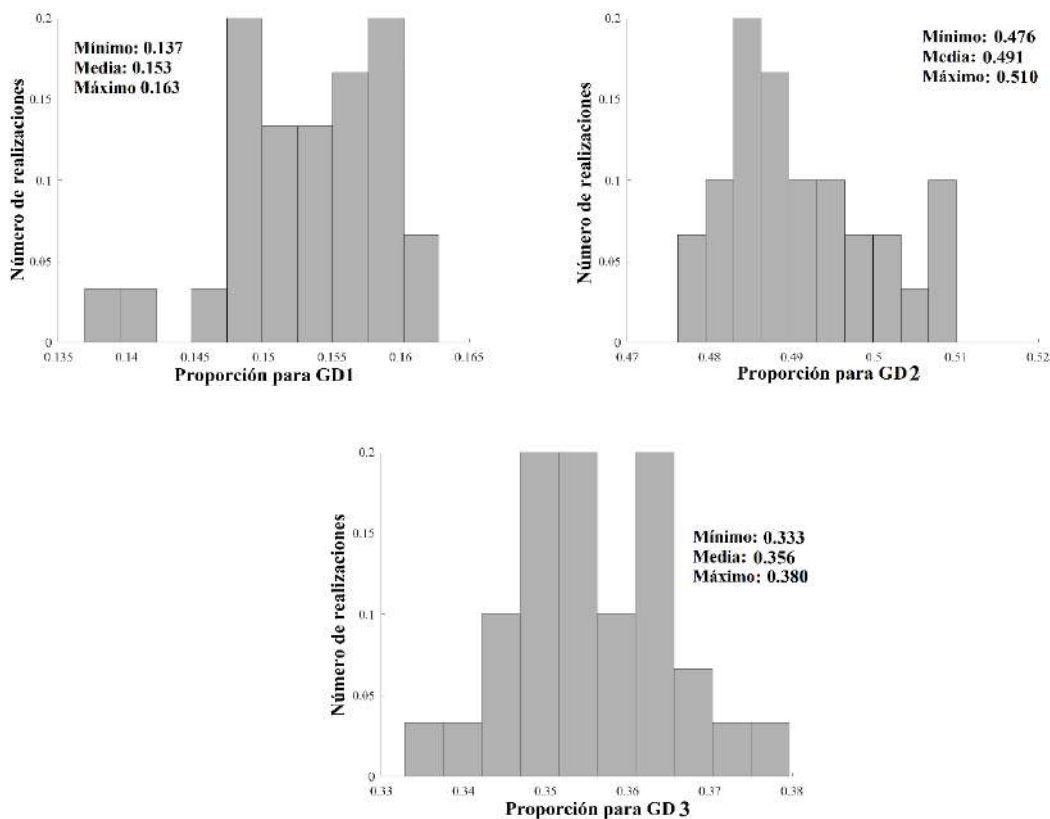 0.2
0.15
0.1
0.05
0
Número de realizaciones
Mínimo: 0.137
Media: 0.153
Máximo 0.163
0.135 0.14 0.145 0.15 0.155 0.16 0.165
Proporción para GD1
0.2
0.15
0.1
0.05
0
Número de realizaciones
Mínimo: 0.476
Media: 0.491
Máximo: 0.510
0.47 0.48 0.49 0.5 0.51 0.52
Proporción para GD 2
0.2
0.15
0.1
0.05
0
Número de realizaciones
Mínimo: 0.333
Media: 0.356
Máximo: 0.380
0.33 0.34 0.35 0.36 0.37 0.38
Proporción para GD 3